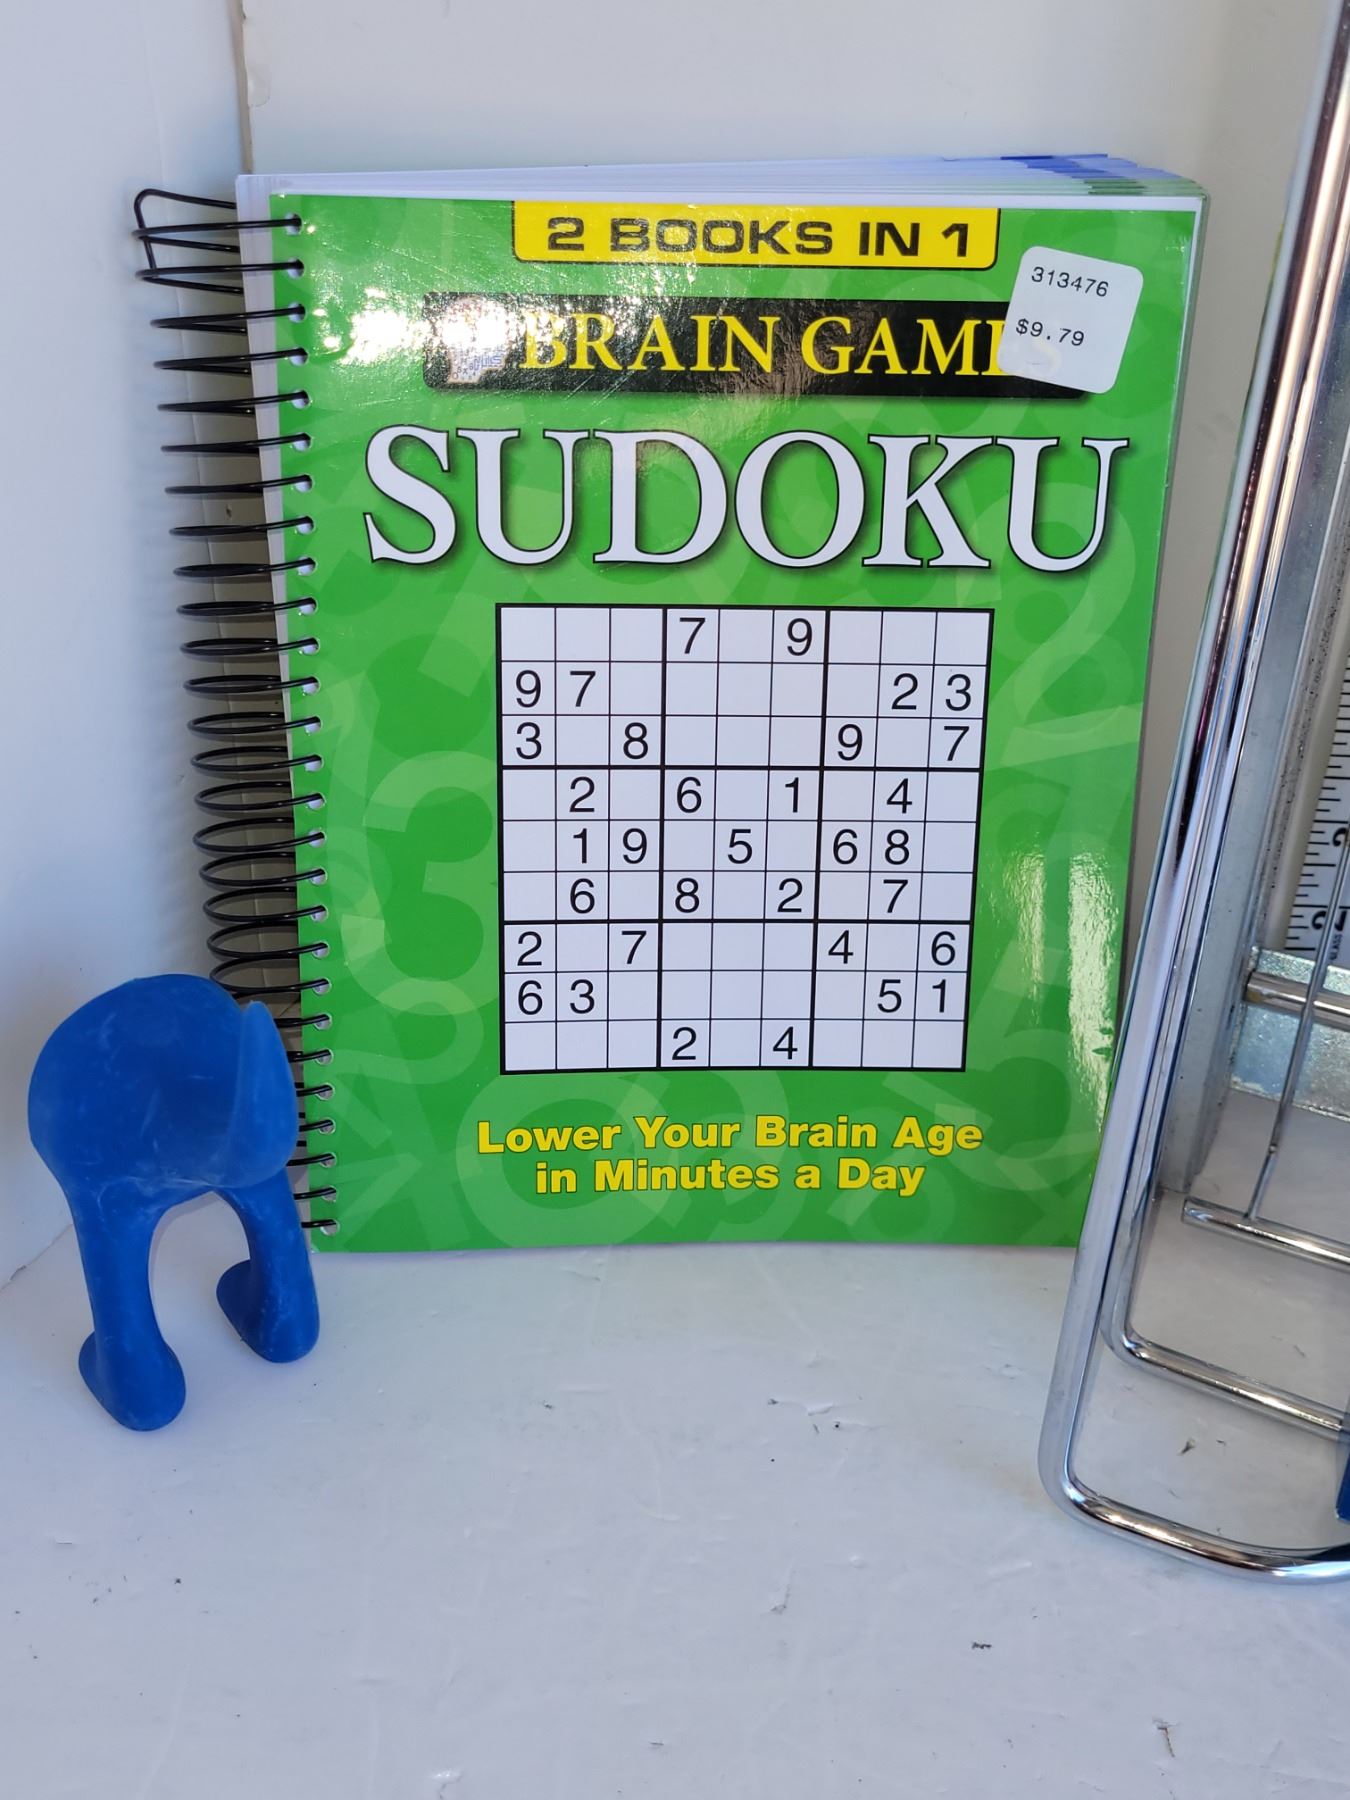 2 BOOKS IN 1
313476
$9.79
BRAIN GAMES
SUDOKU
7 9
9 7 2 3
3 8 9 7
2 6 1 4
1 9 5 6 8
6 8 2 7
2 7 4 6
6 3 5 1
2 4
Lower Your Brain Age
in Minutes a Day